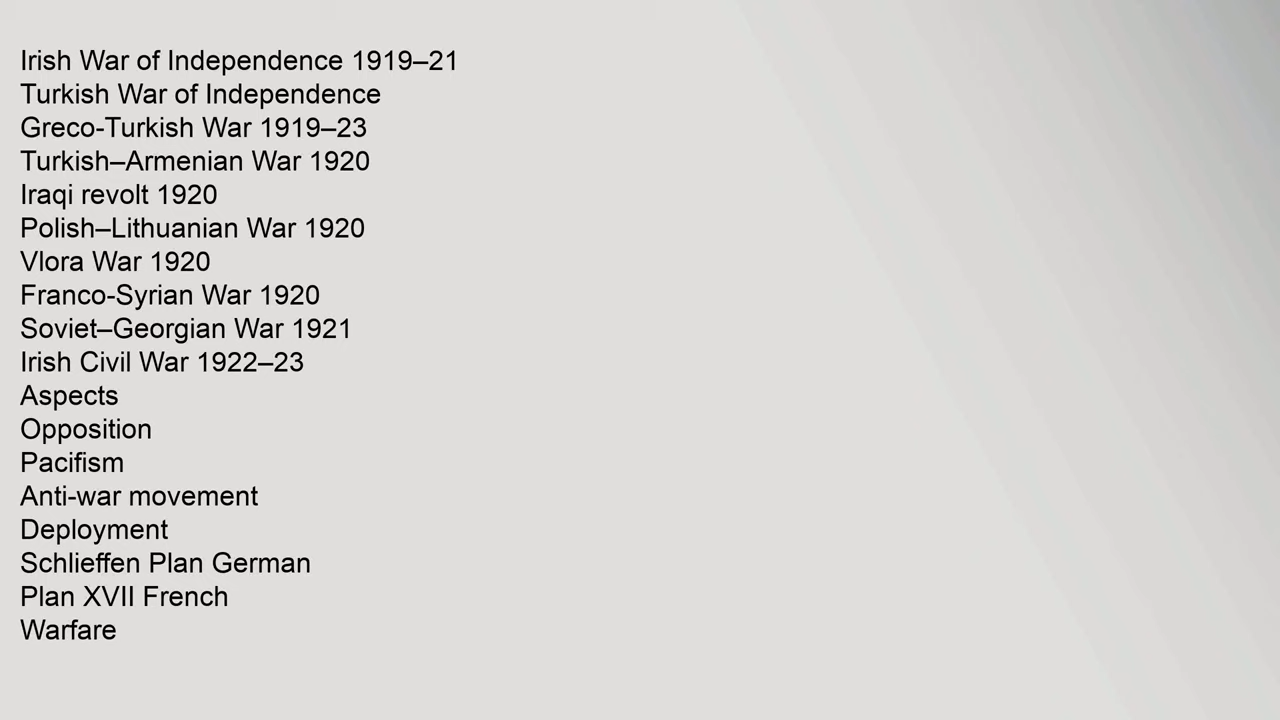 Irish War of Independence 1919–21
Turkish War of Independence
Greco-Turkish War 1919–23
Turkish–Armenian War 1920
Iraqi revolt 1920
Polish–Lithuanian War 1920
Vlora War 1920
Franco-Syrian War 1920
Soviet–Georgian War 1921
Irish Civil War 1922–23
Aspects
Opposition
Pacifism
Anti-war movement
Deployment
Schlieffen Plan German
Plan XVII French
Warfare